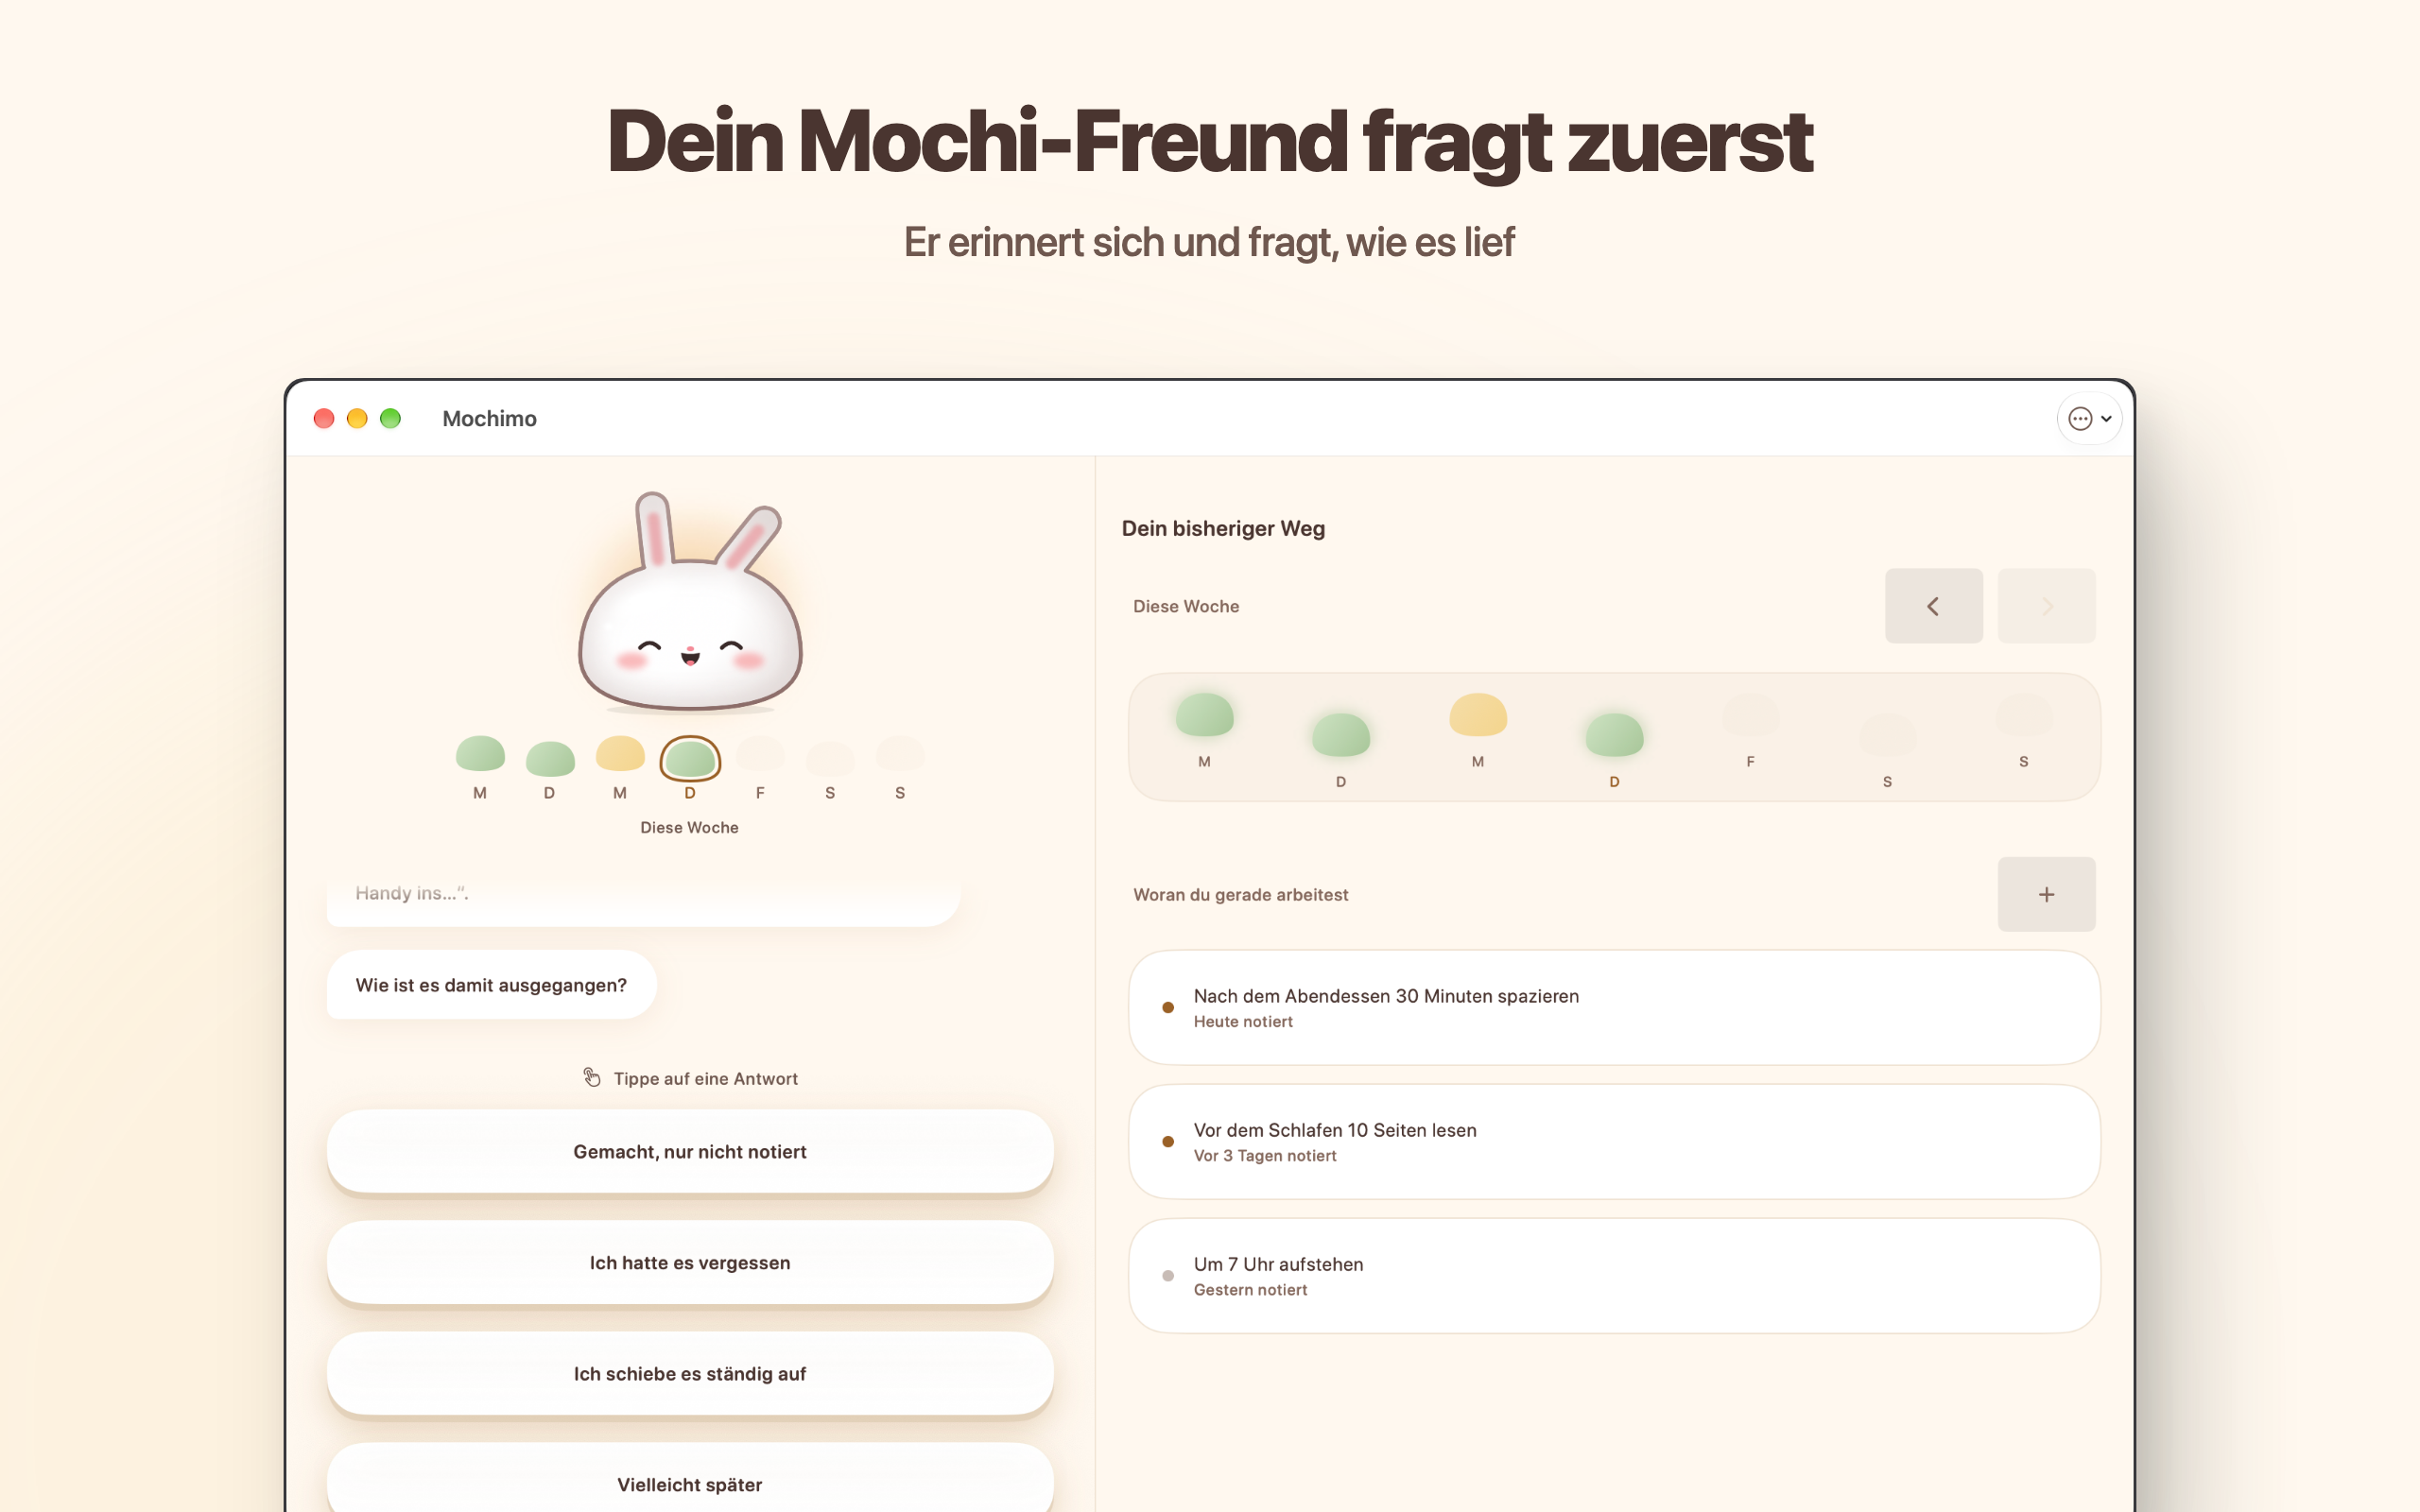 Dein Mochi-Freund fragt zuerst
Er erinnert sich und fragt, wie es lief
Mochimo
M D M D F S S
Diese Woche
Handy ins…“.
Wie ist es damit ausgegangen?
Tippe auf eine Antwort
Gemacht, nur nicht notiert
Ich hatte es vergessen
Ich schiebe es ständig auf
Vielleicht später
Dein bisheriger Weg
Diese Woche
M D M D F S S
Woran du gerade arbeitest
Nach dem Abendessen 30 Minuten spazieren
Heute notiert
Vor dem Schlafen 10 Seiten lesen
Vor 3 Tagen notiert
Um 7 Uhr aufstehen
Gestern notiert